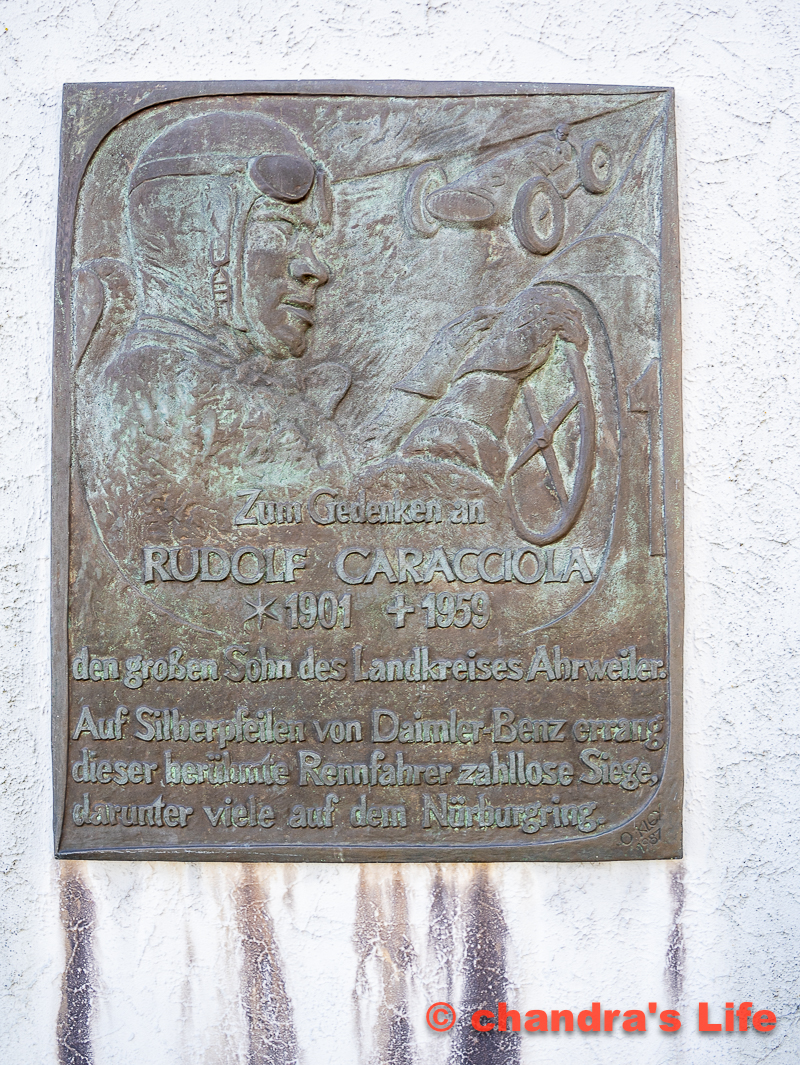 Zum Gedenken an
RUDOLF CARACCIOLA
* 1901 + 1959
den großen Sohn des Landkreises Ahrweiler.
Auf Silberpfeilen von Daimler-Benz errang
dieser berühmte Rennfahrer zahllose Siege,
darunter viele auf dem Nürburgring.
1
© chandra's Life